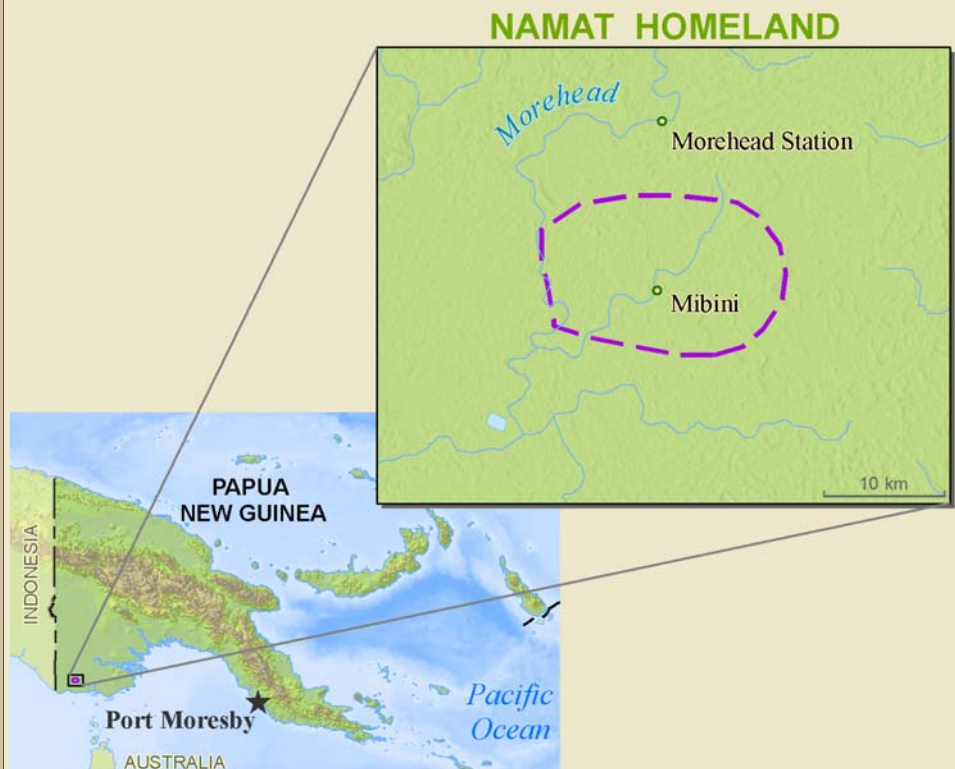 NAMAT HOMELAND
Morehead
Morehead Station
Mibini
10 km
PAPUA
NEW GUINEA
INDONESIA
Pacific
Ocean
Port Moresby
AUSTRALIA